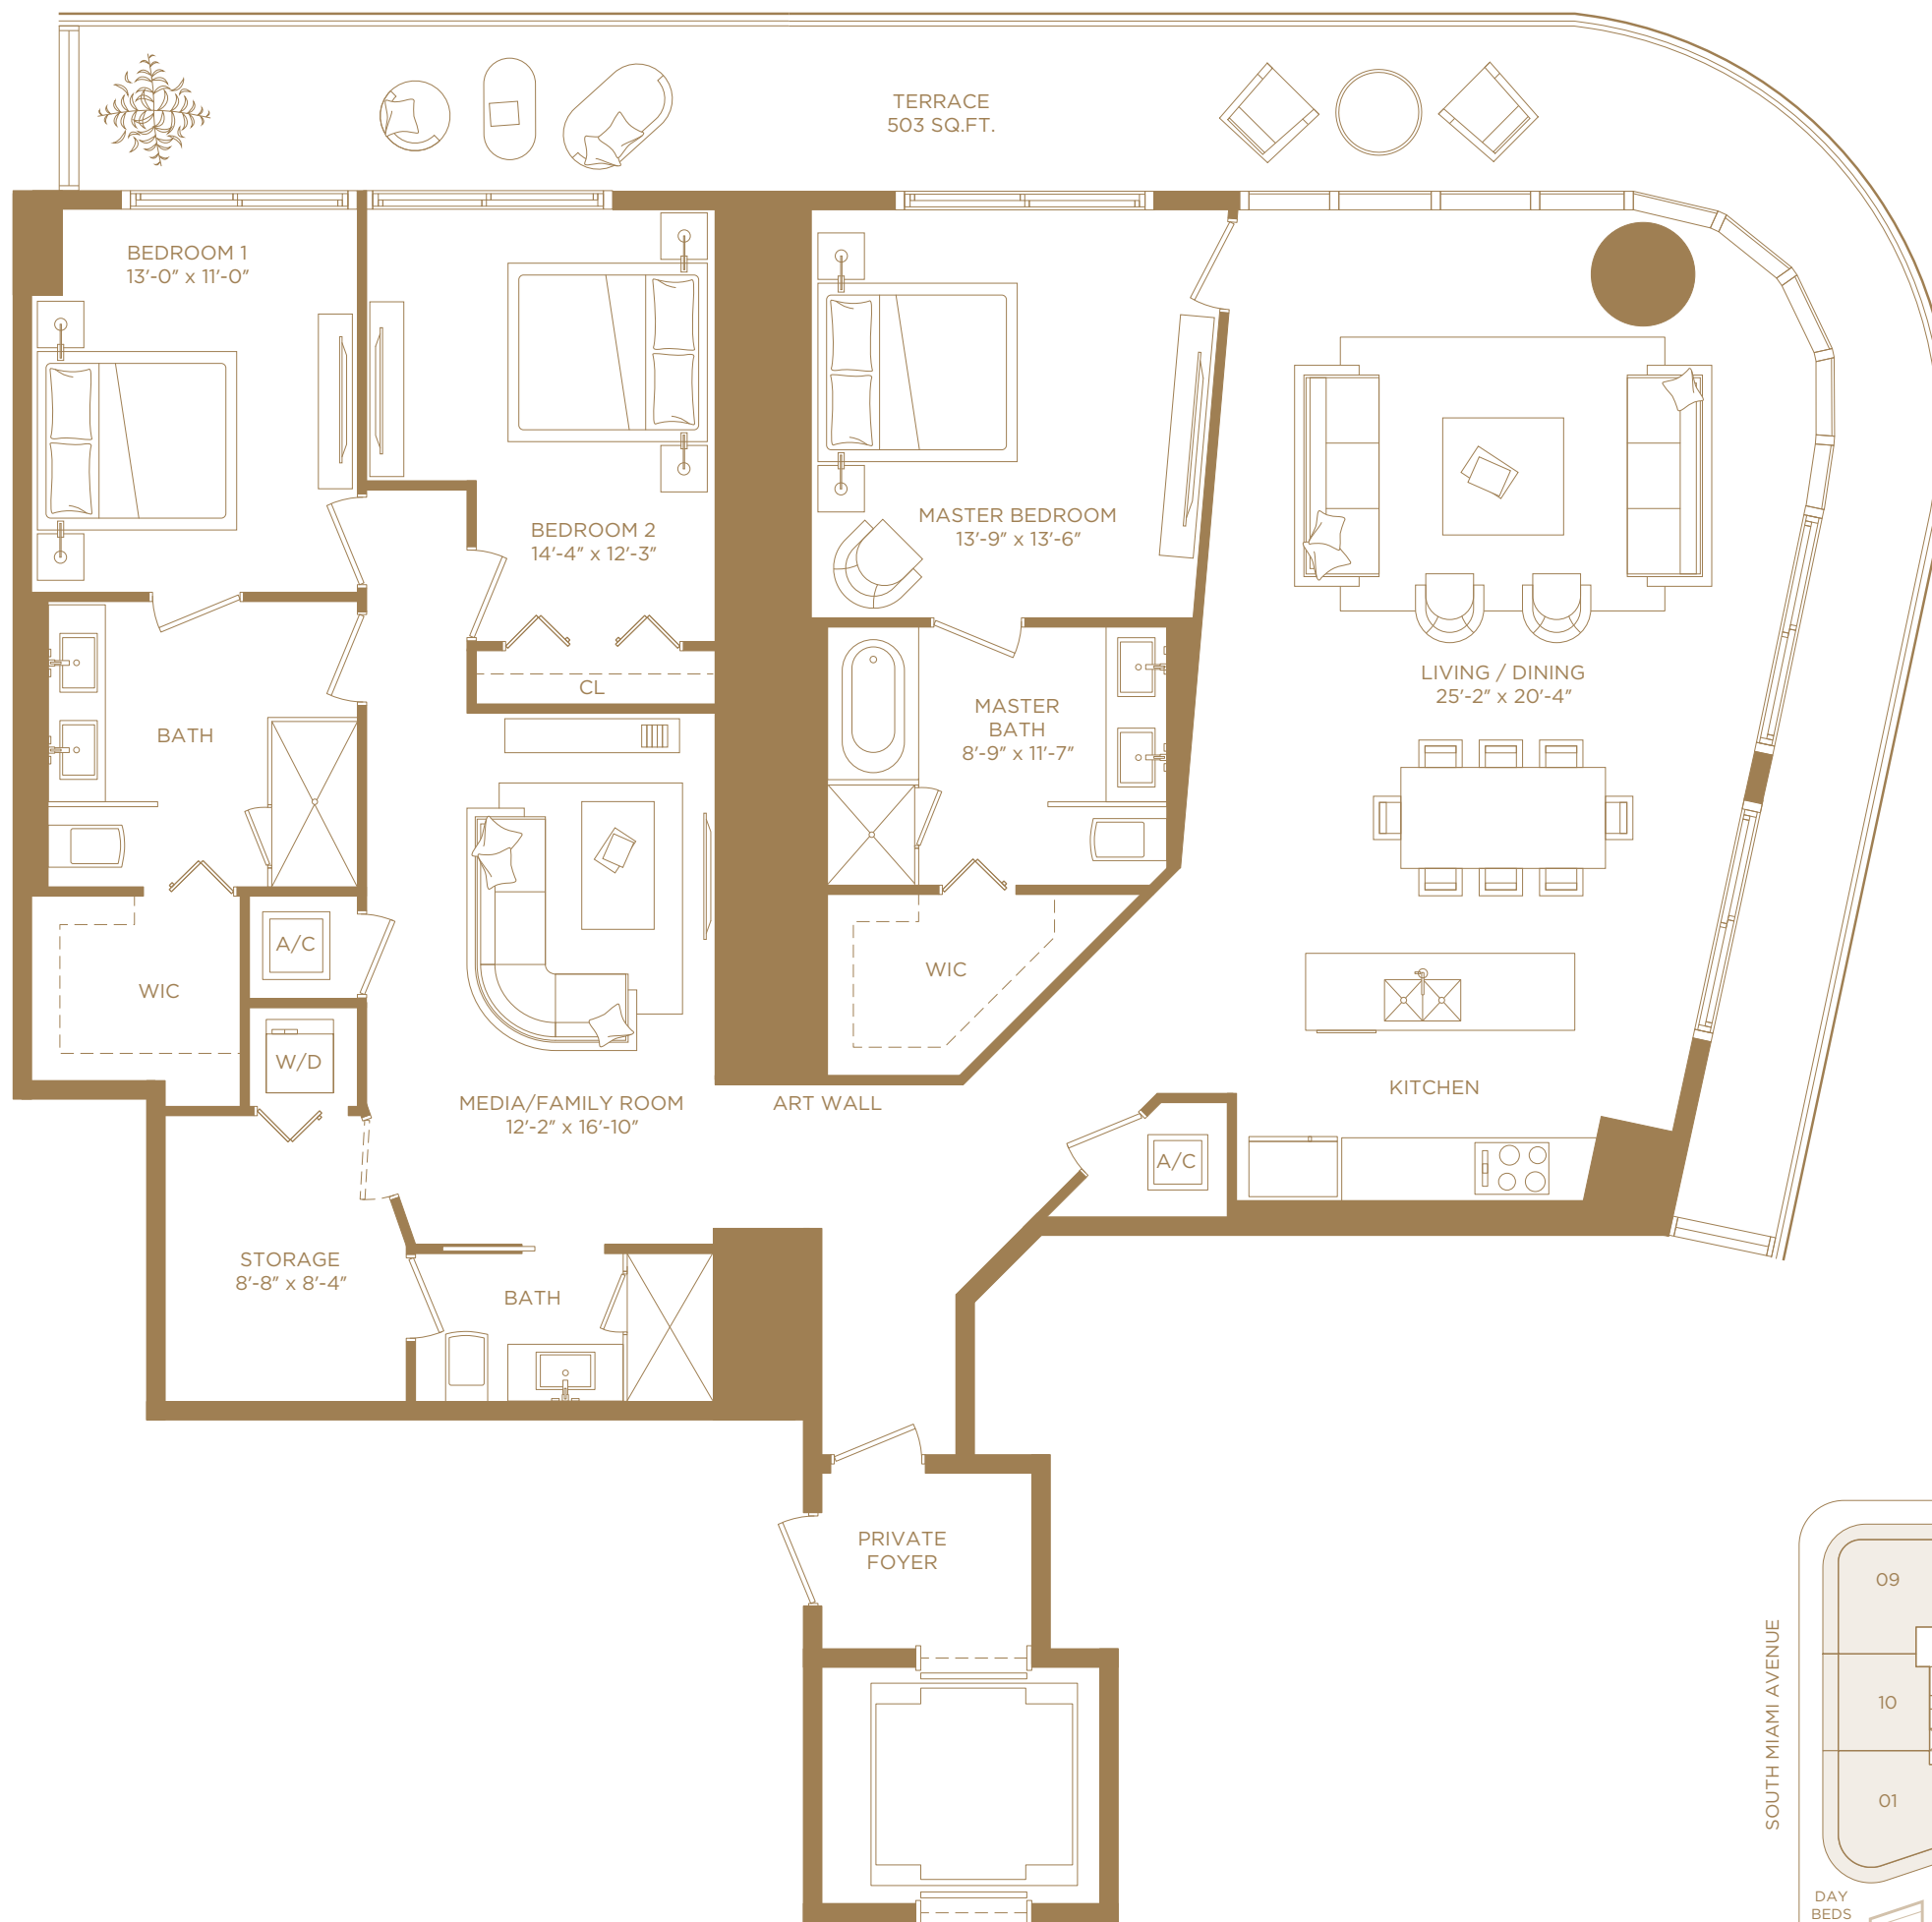 TERRACE
503 SQ.FT.
BEDROOM 1
13'-0" x 11'-0"
BEDROOM 2
14'-4" x 12'-3"
MASTER BEDROOM
13'-9" x 13'-6"
LIVING / DINING
25'-2" x 20'-4"
CL
MASTER
BATH
8'-9" x 11'-7"
BATH
A/C
WIC
WIC
W/D
KITCHEN
MEDIA/FAMILY ROOM
12'-2" x 16'-10"
ART WALL
A/C
STORAGE
8'-8" x 8'-4"
BATH
PRIVATE
FOYER
SOUTH MIAMI AVENUE
09
10
01
DAY
BEDS